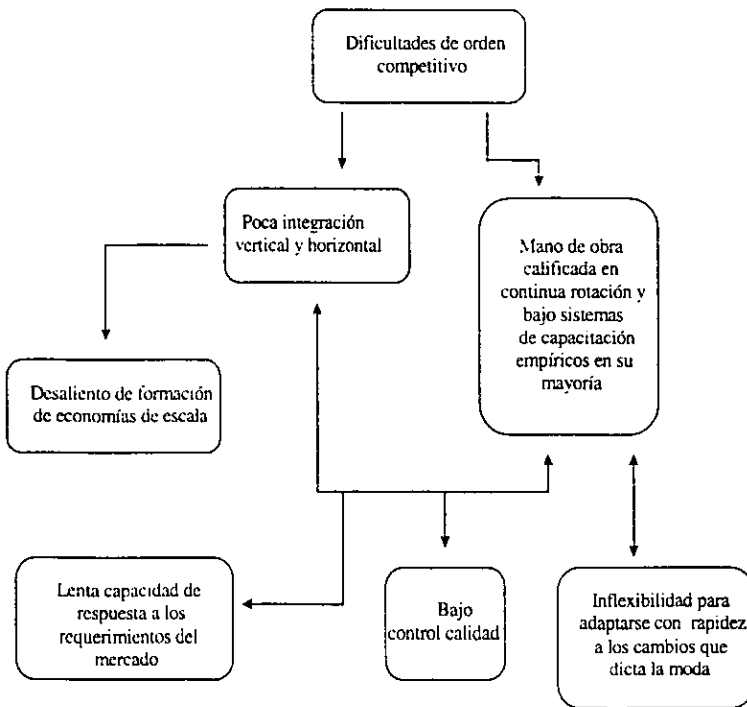 Dificultades de orden
competitivo
Poca integración
vertical y horizontal
Mano de obra
calificada en
continua rotación y
bajo sistemas
de capacitación
empíricos en su
mayoría
Desaliento de formación
de economías de escala
Lenta capacidad de
respuesta a los
requerimientos del
mercado
Bajo
control calidad
Inflexibilidad para
adaptarse con rapidez
a los cambios que
dicta la moda